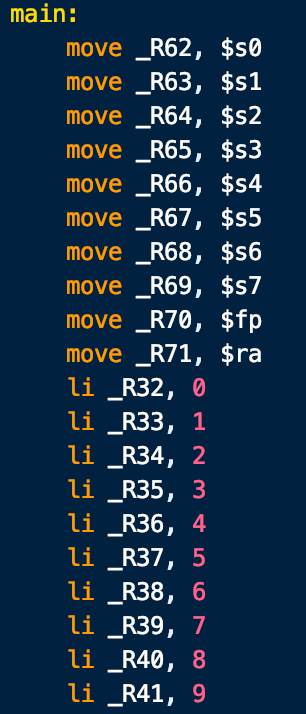 main:
move _R62, $s0
move _R63, $s1
move _R64, $s2
move _R65, $s3
move _R66, $s4
move _R67, $s5
move _R68, $s6
move _R69, $s7
move _R70, $fp
move _R71, $ra
li _R32, 0
li _R33, 1
li _R34, 2
li _R35, 3
li _R36, 4
li _R37, 5
li _R38, 6
li _R39, 7
li _R40, 8
li _R41, 9